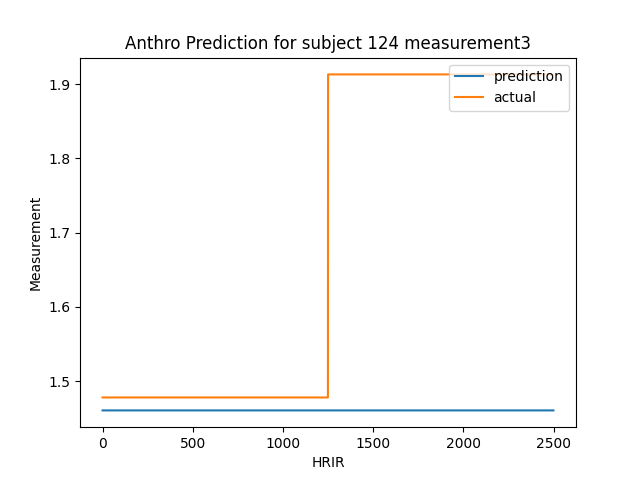 Anthro Prediction for subject 124 measurement3
prediction
actual
1.9
1.8
1.7
1.6
1.5
Measurement
0 500 1000 1500 2000 2500
HRIR